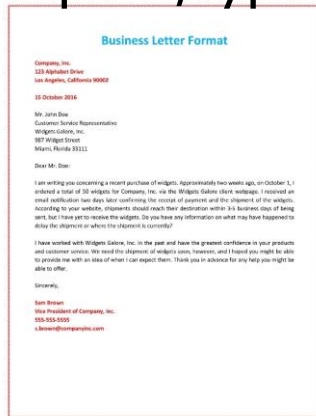 Business Letter Format
Company, Inc.
123 Alphabet Drive
Los Angeles, California 90002
15 October 2016
Mr. John Doe
Customer Service Representative
Widgets Galore, Inc.
987 Widget Street
Miami, Florida 33111
Dear Mr. Doe:
I am writing you concerning a recent purchase of widgets. Approximately two weeks ago, on October 1, I
ordered a total of 50 widgets for Company, Inc. via the Widgets Galore client webpage. I received an
email notification two days later confirming the receipt of payment and the shipment of the widgets.
According to your website, shipments should reach their destination within 3-5 business days of being
sent, but I have yet to receive the widgets. Do you have any information on what may have happened to
delay the shipment or where the shipment is currently?
I have worked with Widgets Galore, Inc. in the past and have the greatest confidence in your products
and customer service. We need the shipment of widgets soon, however, and I hoped you might be able
to provide me with an idea of when I can expect them. Thank you in advance for any help you might be
able to offer.
Sincerely,
Sam Brown
Vice President of Company, Inc.
555-555-5555
s.brown@companyinc.com